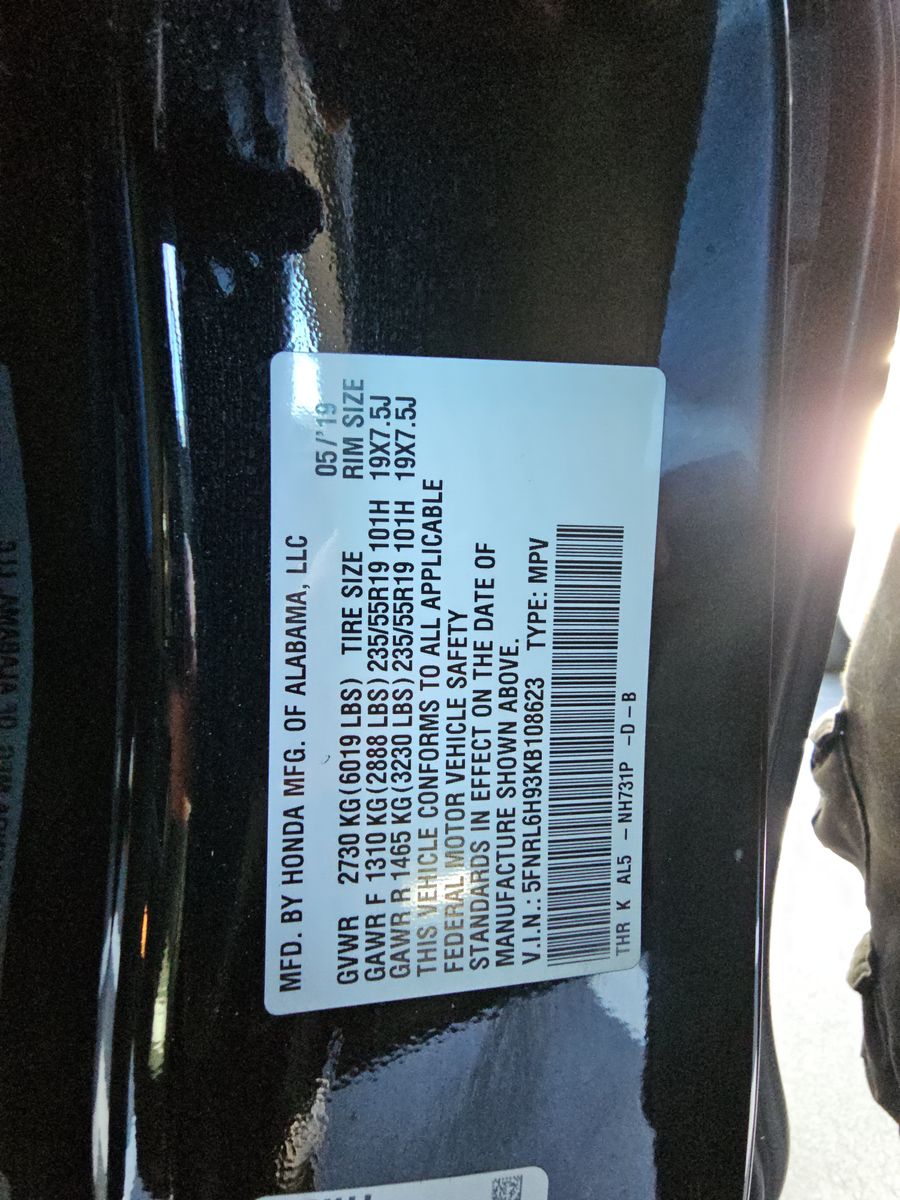 MFD. BY HONDA MFG. OF ALABAMA, LLC
05/'19
GVWR 2730 KG(6019 LBS) TIRE SIZE RIM SIZE
GAWR F 1310 KG(2888 LBS) 235/55R19 101H 19X7.5J
GAWR R 1465 KG(3230 LBS) 235/55R19 101H 19X7.5J
THIS VEHICLE CONFORMS TO ALL APPLICABLE
FEDERAL MOTOR VEHICLE SAFETY
STANDARDS IN EFFECT ON THE DATE OF
MANUFACTURE SHOWN ABOVE.
V.I.N.: 5FNRL6H93KB108623 TYPE: MPV
THR K AL5 - NH731P -D-B